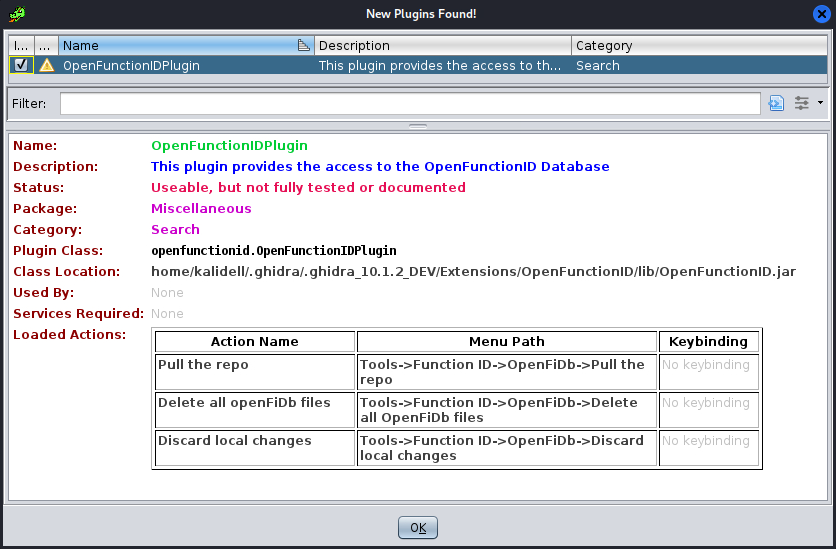 New Plugins Found!
I... ... Name Description Category
OpenFunctionIDPlugin This plugin provides the access to th... Search
Filter:
Name: OpenFunctionIDPlugin
Description: This plugin provides the access to the OpenFunctionID Database
Status: Useable, but not fully tested or documented
Package: Miscellaneous
Category: Search
Plugin Class: openfunctionid.OpenFunctionIDPlugin
Class Location: home/kalidell/.ghidra/.ghidra_10.1.2_DEV/Extensions/OpenFunctionID/lib/OpenFunctionID.jar
Used By: None
Services Required: None
Loaded Actions:
Action Name Menu Path Keybinding
Pull the repo Tools->Function ID->OpenFiDb->Pull the No keybinding
repo
Delete all openFiDb files Tools->Function ID->OpenFiDb->Delete No keybinding
all OpenFiDb files
Discard local changes Tools->Function ID->OpenFiDb->Discard No keybinding
local changes
OK